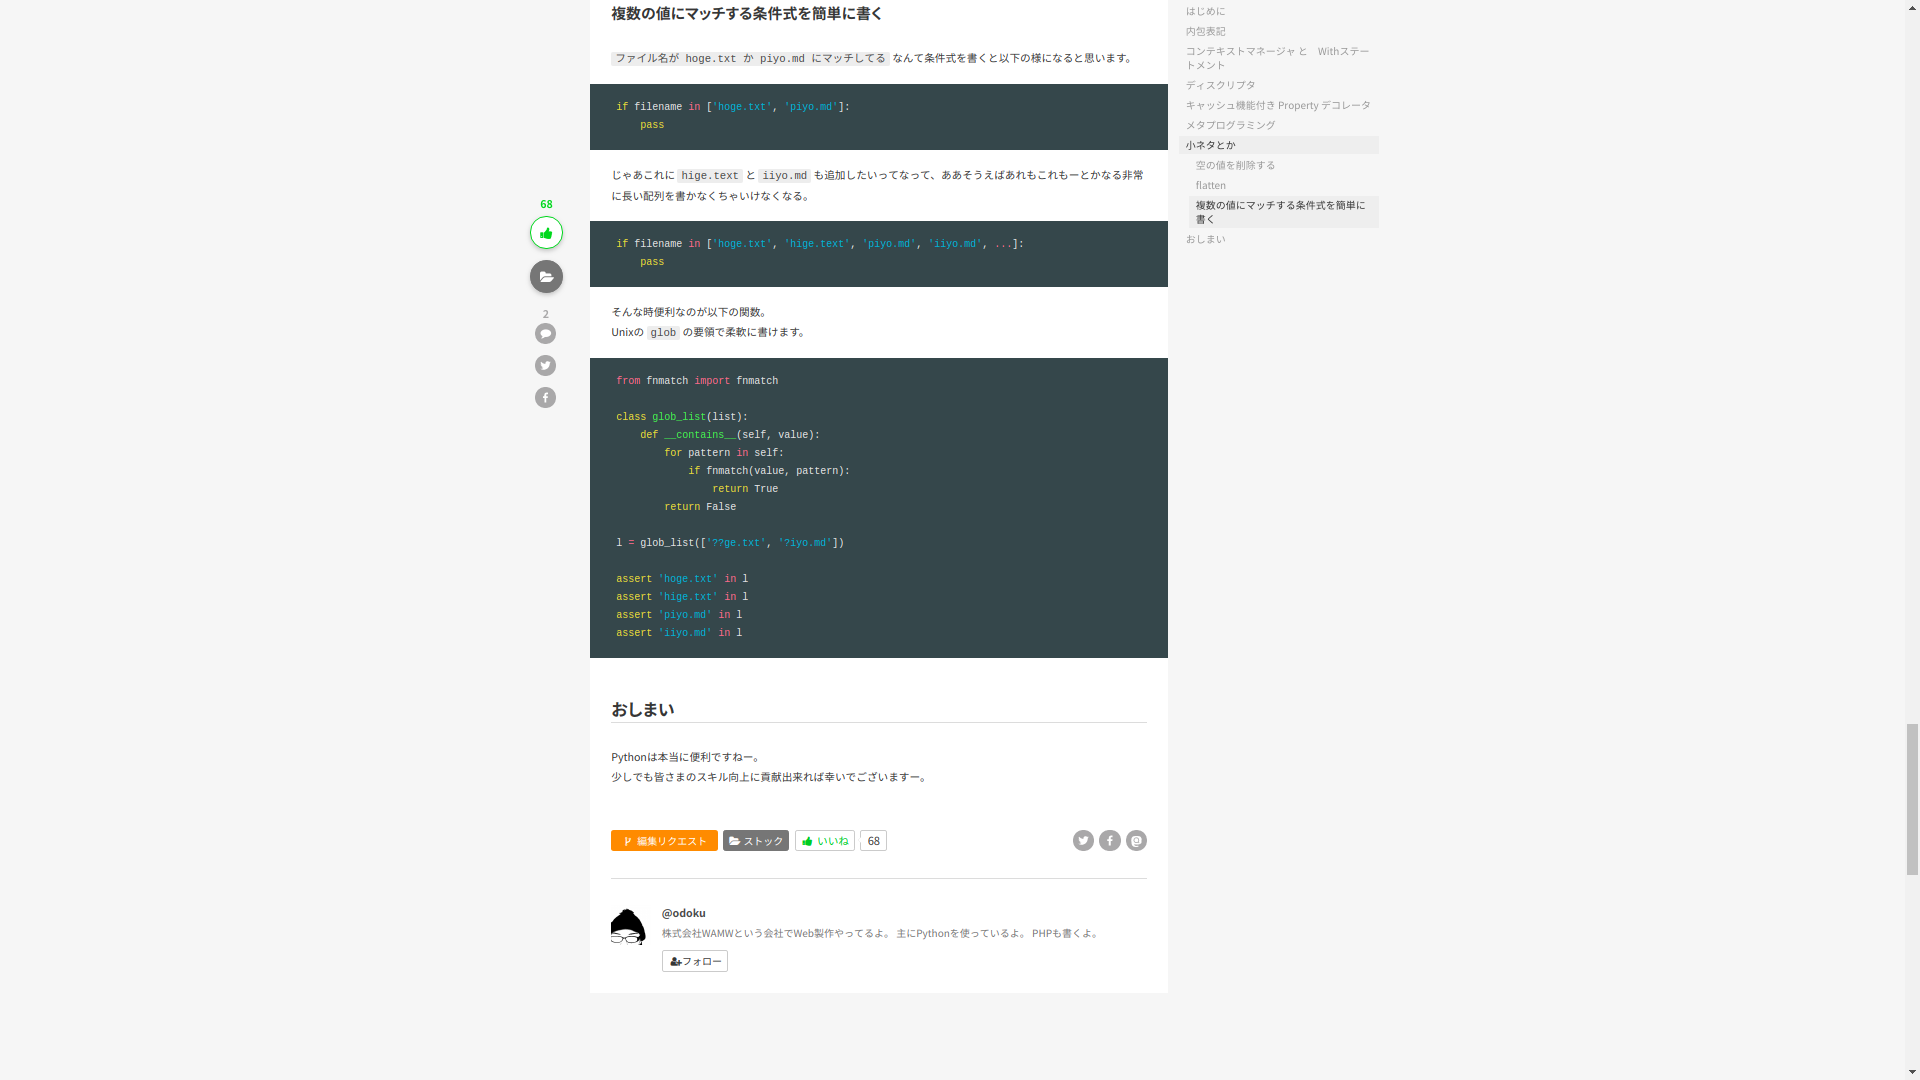 複数の値にマッチする条件式を簡単に書く
ファイル名が hoge.txt か piyo.md にマッチしてる なんて条件式を書くと以下の様になると思います。
if filename in ['hoge.txt', 'piyo.md']:
    pass
じゃあこれに hige.text と iiyo.md も追加したいってなって、ああそうえばあれもこれもーとかなる非常
に長い配列を書かなくちゃいけなくなる。
if filename in ['hoge.txt', 'hige.text', 'piyo.md', 'iiyo.md', ...]:
    pass
そんな時便利なのが以下の関数。
Unixの glob の要領で柔軟に書けます。
from fnmatch import fnmatch
class glob_list(list):
    def __contains__(self, value):
        for pattern in self:
            if fnmatch(value, pattern):
                return True
        return False
l = glob_list(['??ge.txt', '?iyo.md'])
assert 'hoge.txt' in l
assert 'hige.txt' in l
assert 'piyo.md' in l
assert 'iiyo.md' in l
おしまい
Pythonは本当に便利ですねー。
少しでも皆さまのスキル向上に貢献出来れば幸いでございますー。
編集リクエスト ストック いいね 68
@odoku
株式会社WAMWという会社でWeb製作やってるよ。 主にPythonを使っているよ。 PHPも書くよ。
フォロー
68
2
はじめに
内包表記
コンテキストマネージャ と　Withステー
トメント
ディスクリプタ
キャッシュ機能付き Property デコレータ
メタプログラミング
小ネタとか
空の値を削除する
flatten
複数の値にマッチする条件式を簡単に
書く
おしまい